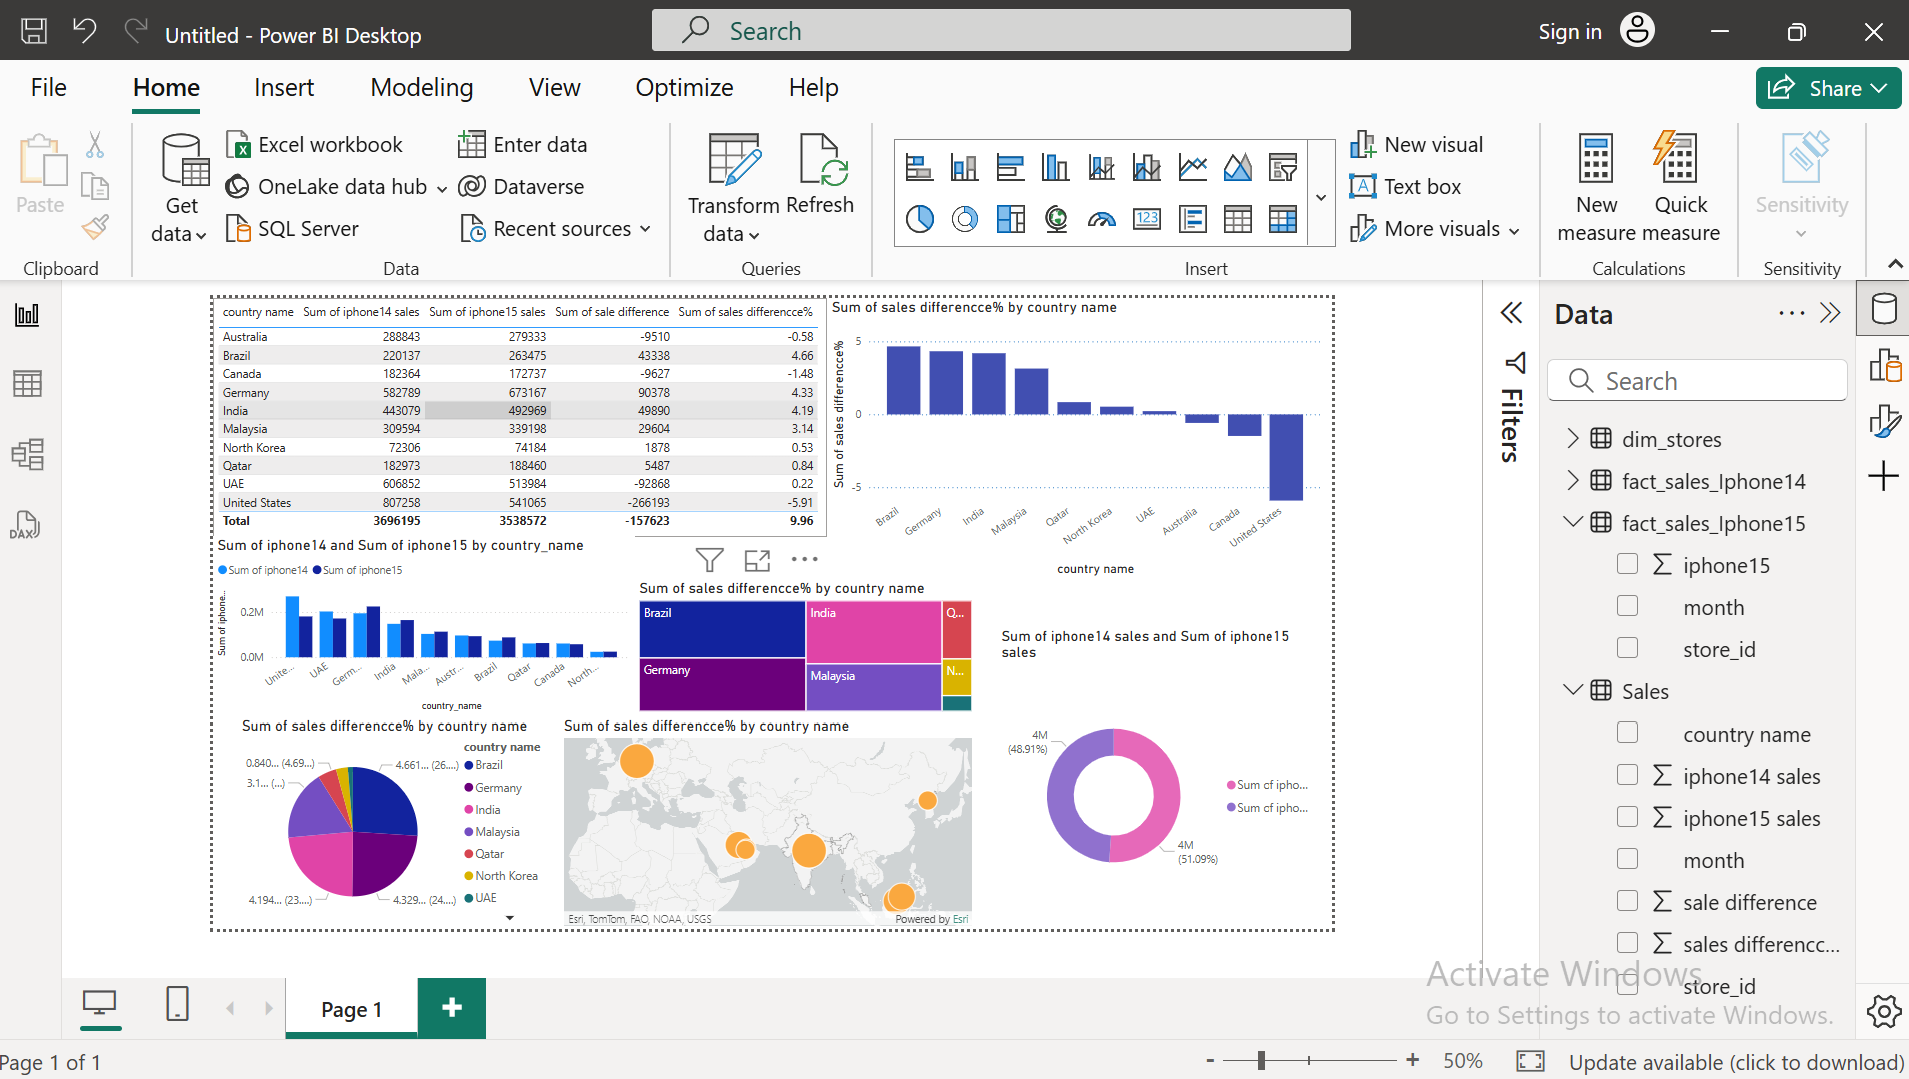 Untitled - Power BI Desktop
Search
Sign in
File Home Insert Modeling View Optimize Help
Share
Paste
Clipboard
Get data
Excel workbook
OneLake data hub
SQL Server
Enter data
Dataverse
Recent sources
Data
Transform data
Refresh
Queries
123
Insert
New visual
A Text box
More visuals
New measure
Quick measure
Calculations
Sensitivity
Sensitivity
DAX
country name Sum of iphone14 sales Sum of iphone15 sales Sum of sale difference Sum of sales differencce%
Australia 288843 279333 -9510 -0.58
Brazil 220137 263475 43338 4.66
Canada 182364 172737 -9627 -1.48
Germany 582789 673167 90378 4.33
India 443079 492969 49890 4.19
Malaysia 309594 339198 29604 3.14
North Korea 72306 74184 1878 0.53
Qatar 182973 188460 5487 0.84
UAE 606852 513984 -92868 0.22
United States 807258 541065 -266193 -5.91
Total 3696195 3538572 -157623 9.96
Sum of sales differencce% by country name
Sum of sales differencce%
5
0
-5
Brazil Germany India Malaysia Qatar North Korea UAE Australia Canada United States
country name
Sum of iphone14 and Sum of iphone15 by country_name
Sum of iphone14 Sum of iphone15
Sum of iphone...
0.2M
0.0M
Unite... UAE Germ... India Mala... Austr... Brazil Qatar Canada North...
country_name
Sum of sales differencce% by country name
Brazil
Germany
India
Malaysia
Q...
N...
Sum of iphone14 sales and Sum of iphone15
sales
4M
(48.91%)
4M
(51.09%)
Sum of ipho...
Sum of ipho...
Sum of sales differencce% by country name
0.840... (4.69...)
3.1... (...)
4.194... (23....)
4.661... (26....)
4.329... (24....)
country name
Brazil
Germany
India
Malaysia
Qatar
North Korea
UAE
Sum of sales differencce% by country name
Esri, TomTom, FAO, NOAA, USGS
Powered by Esri
Filters
Data
Search
dim_stores
fact_sales_Iphone14
fact_sales_Iphone15
iphone15
month
store_id
Sales
country name
iphone14 sales
iphone15 sales
month
sale difference
sales differencc...
store_id
Activate Windows
Go to Settings to activate Windows.
Page 1
Page 1 of 1
- + 50%
Update available (click to download)